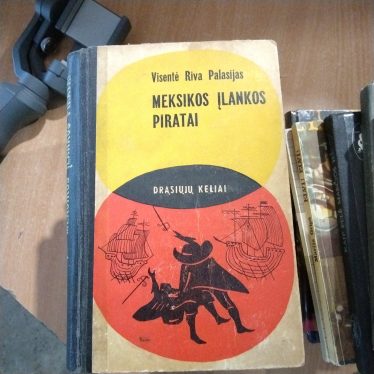 Visentė Riva Palasijas
MEKSIKOS ĮLANKOS
PIRATAI
DRĄSIŲJŲ KELIAI